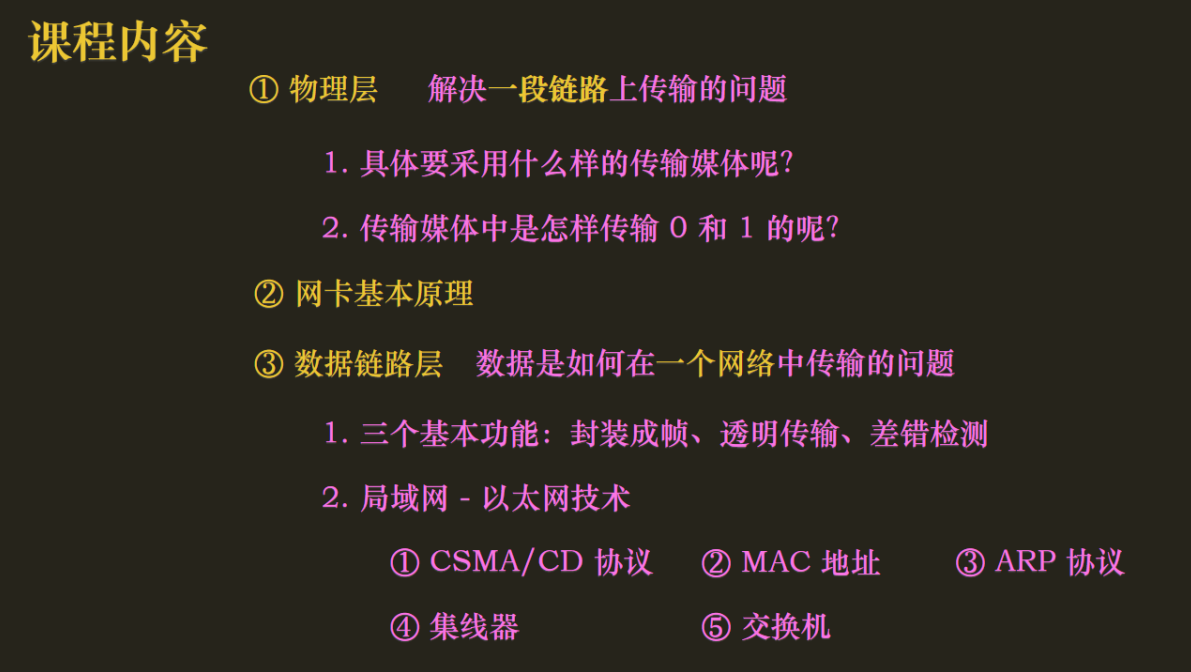 课程内容
① 物理层 解决一段链路上传输的问题
1. 具体要采用什么样的传输媒体呢？
2. 传输媒体中是怎样传输 0 和 1 的呢？
② 网卡基本原理
③ 数据链路层 数据是如何在一个网络中传输的问题
1. 三个基本功能：封装成帧、透明传输、差错检测
2. 局域网 - 以太网技术
① CSMA/CD 协议 ② MAC 地址 ③ ARP 协议
④ 集线器 ⑤ 交换机